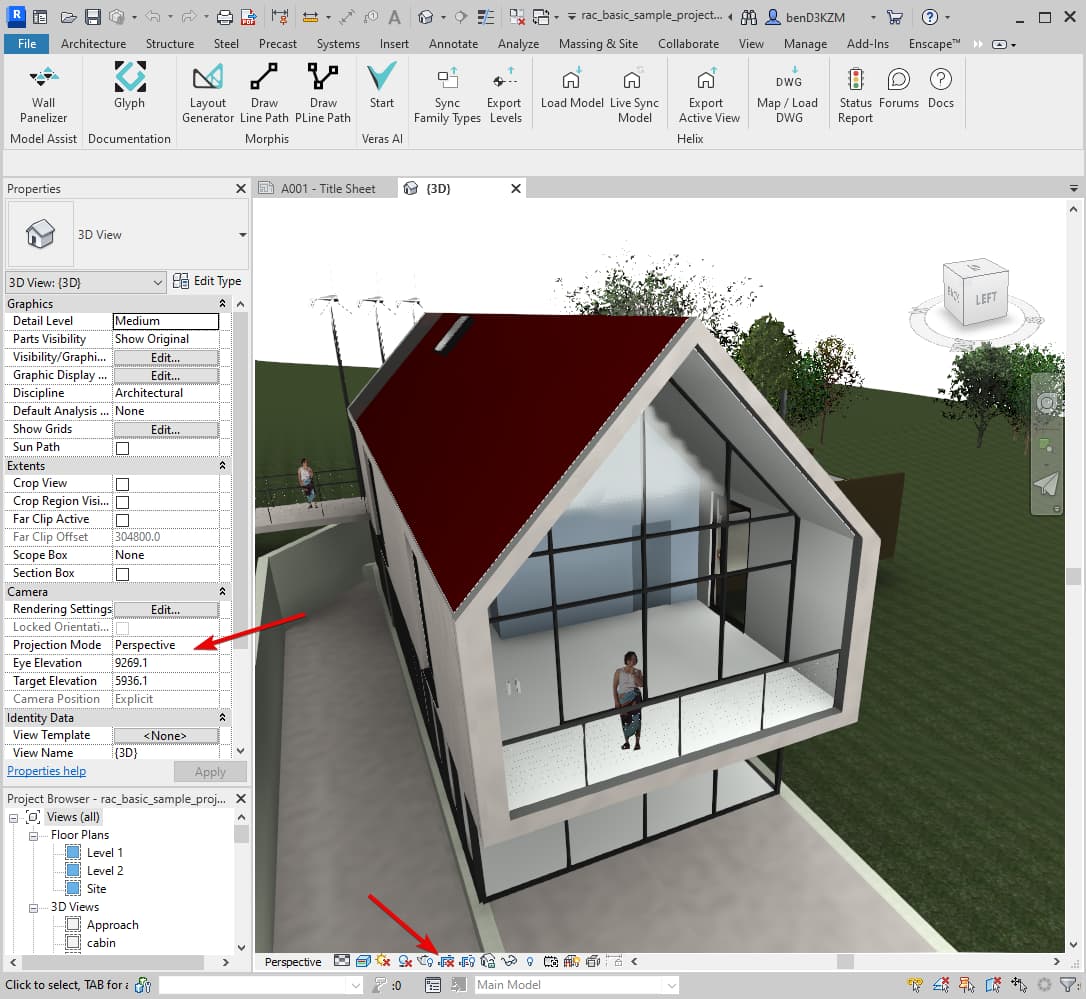 rac_basic_sample_project...
benD3KZM
File Architecture Structure Steel Precast Systems Insert Annotate Analyze Massing & Site Collaborate View Manage Add-Ins Enscape™
Wall Panelizer
Glyph
Layout Generator
Draw Line Path
Draw PLine Path
Start
Sync Family Types
Export Levels
Load Model
Live Sync Model
Export Active View
DWG
Map / Load DWG
Status Report
Forums
Docs
Model Assist Documentation Morphis Veras AI Helix
Properties
A001 - Title Sheet
{3D}
3D View
3D View: {3D}
Edit Type
Graphics
Detail Level Medium
Parts Visibility Show Original
Visibility/Graphi... Edit...
Graphic Display ... Edit...
Discipline Architectural
Default Analysis ... None
Show Grids Edit...
Sun Path
Extents
Crop View
Crop Region Visi...
Far Clip Active
Far Clip Offset 304800.0
Scope Box None
Section Box
Camera
Rendering Settings Edit...
Locked Orientati...
Projection Mode Perspective
Eye Elevation 9269.1
Target Elevation 5936.1
Camera Position Explicit
Identity Data
View Template <None>
View Name {3D}
Properties help
Apply
LEFT
BACK
Project Browser - rac_basic_sample_proj...
Views (all)
Floor Plans
Level 1
Level 2
Site
3D Views
Approach
cabin
Perspective
Click to select, TAB for a
:0
Main Model